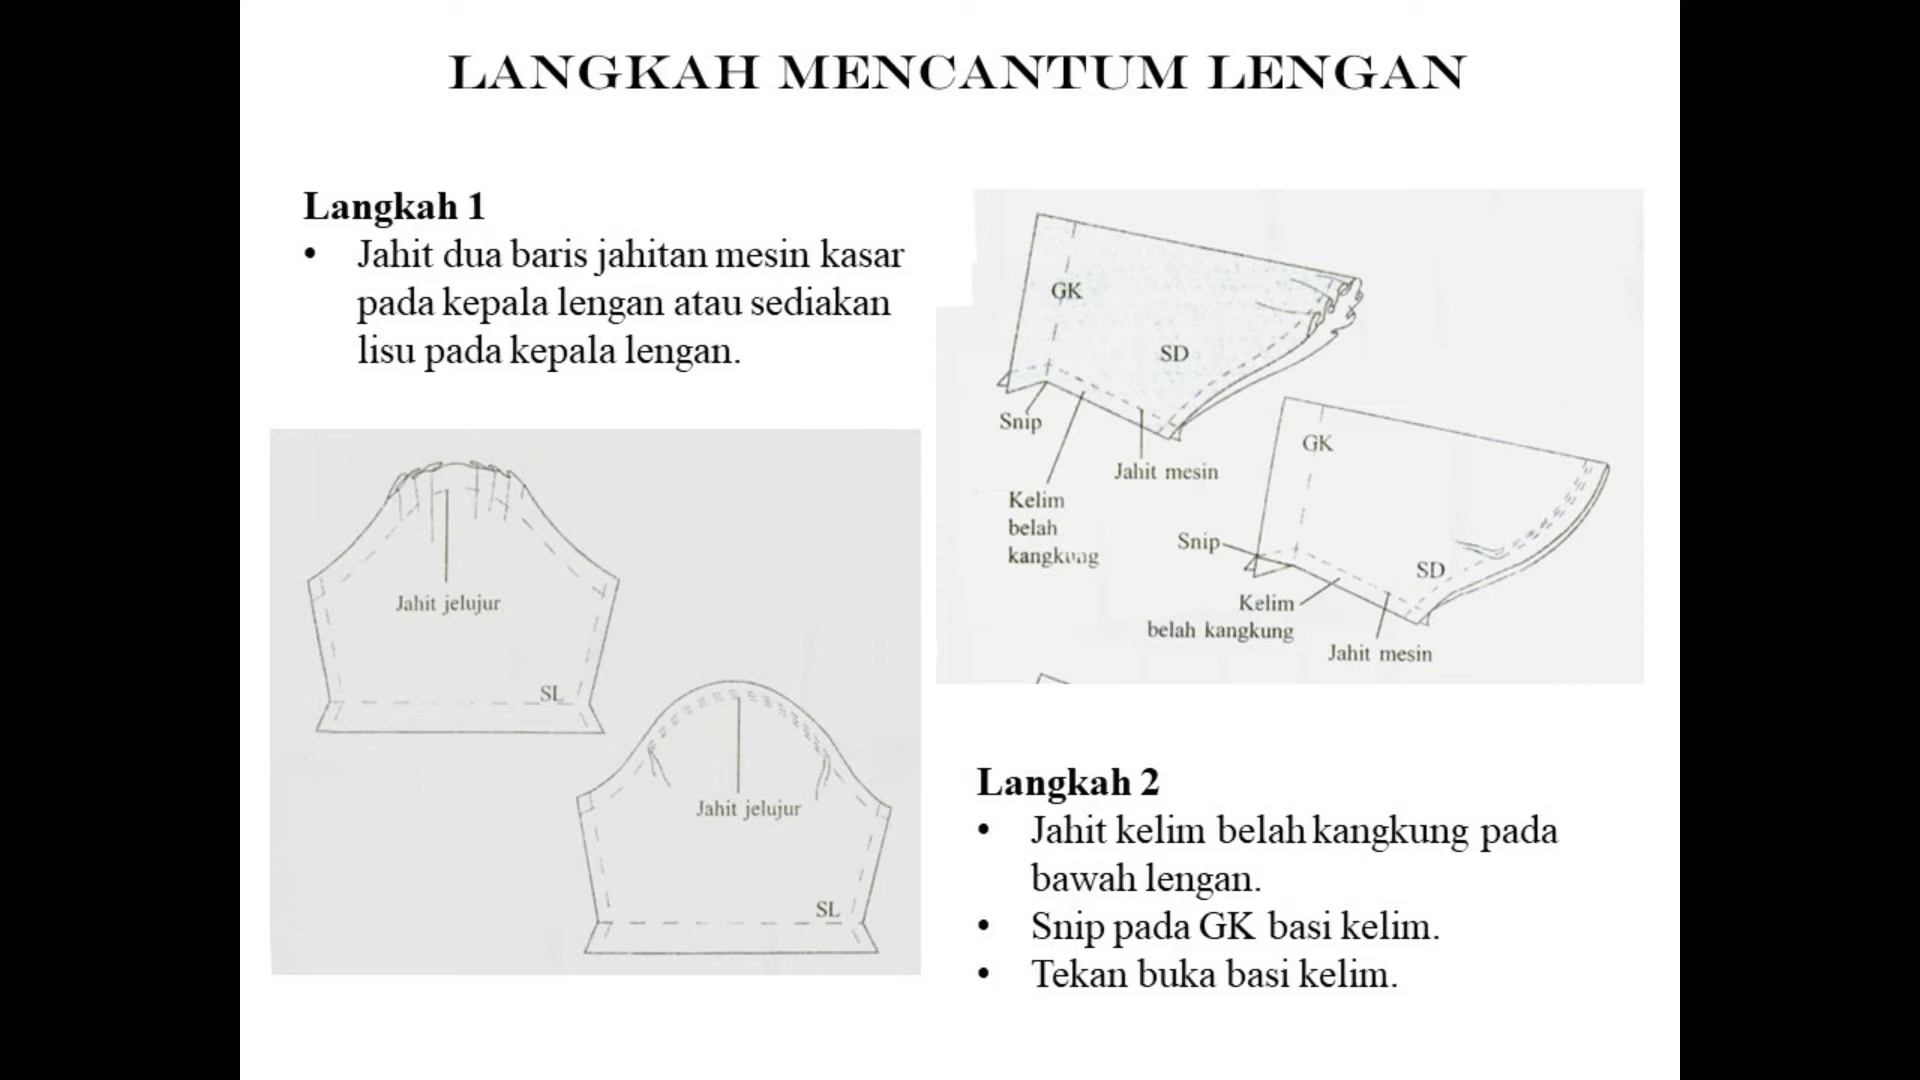 LANGKAH MENCANTUM LENGAN
Langkah 1
• Jahit dua baris jahitan mesin kasar
pada kepala lengan atau sediakan
lisu pada kepala lengan.
Jahit jelujur
SL
Jahit jelujur
SL
GK
SD
Snip
Jahit mesin
Kelim
belah
kangkung
GK
Snip
SD
Kelim
belah kangkung
Jahit mesin
Langkah 2
• Jahit kelim belah kangkung pada
bawah lengan.
• Snip pada GK basi kelim.
• Tekan buka basi kelim.